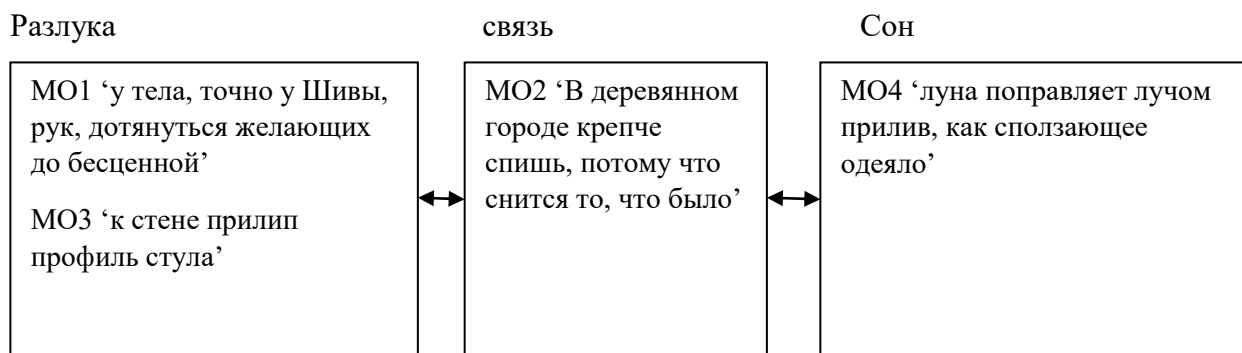 Разлука
связь
Сон
МО1 ‘у тела, точно у Шивы,
рук, дотянуться желающих
до бесценной’
МО3 ‘к стене прилип
профиль стула’
МО2 ‘В деревянном
городе крепче
спишь, потому что
снится то, что было’
МО4 ‘луна поправляет лучом
прилив, как сползающее
одеяло’